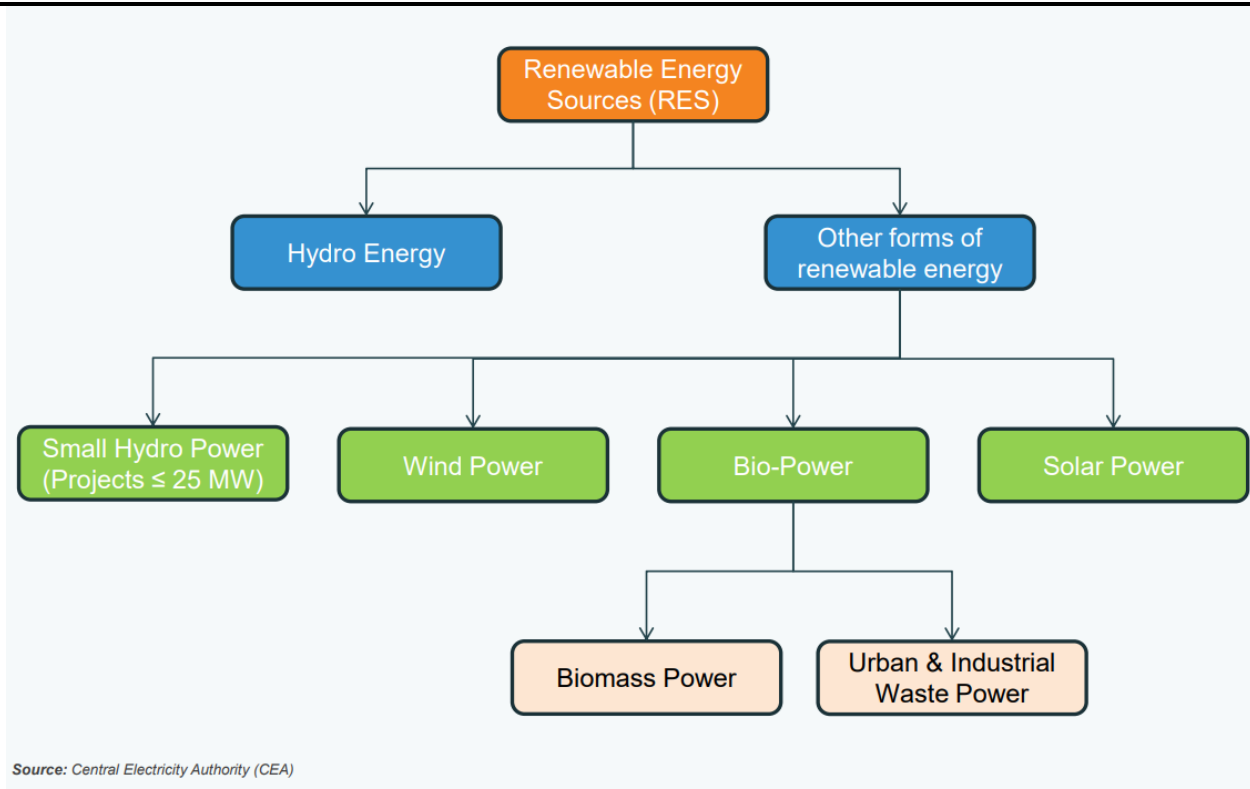 Renewable Energy
Sources (RES)
Hydro Energy
Other forms of
renewable energy
Small Hydro Power
(Projects ≤ 25 MW)
Wind Power
Bio-Power
Solar Power
Biomass Power
Urban & Industrial
Waste Power
Source: Central Electricity Authority (CEA)